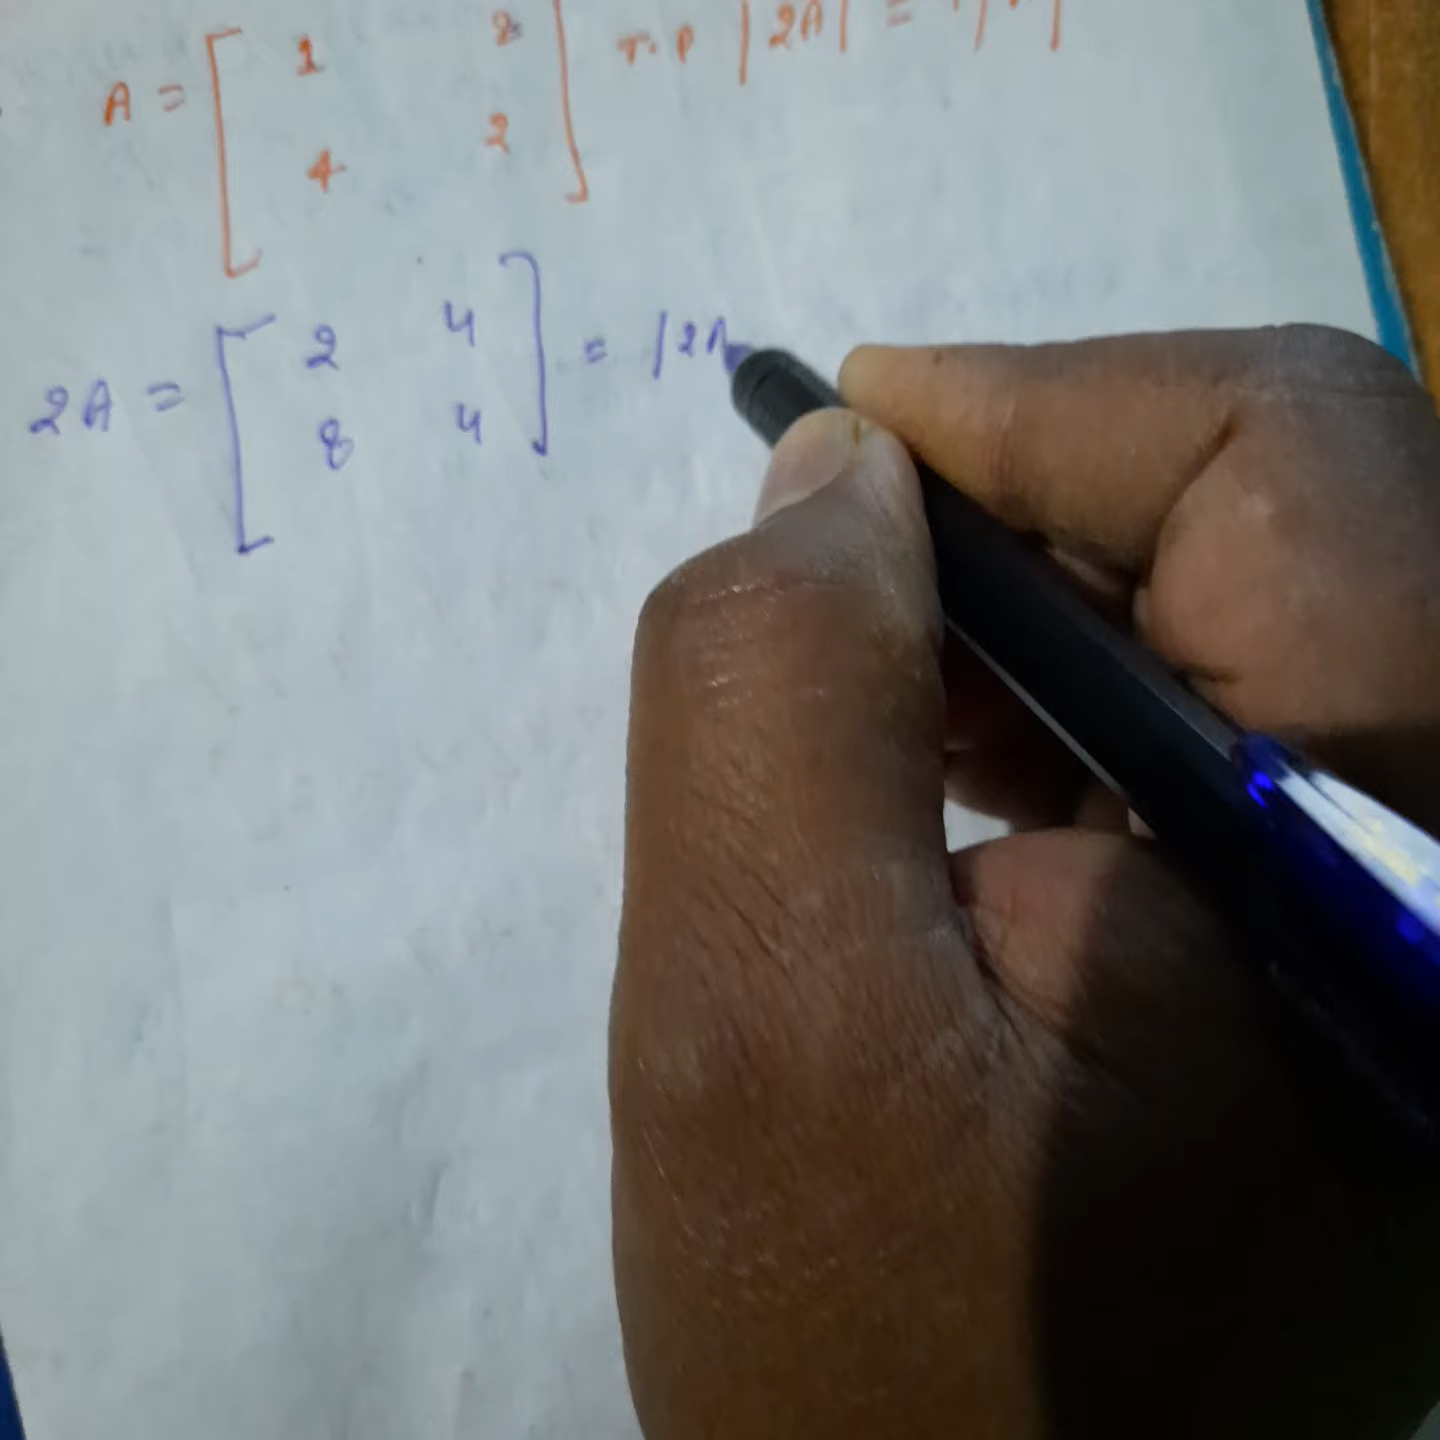 A = [ 1 2 ] T.P |2A| = 4|A|
4 2
2A = [ 2 4 ] = |2A
8 4